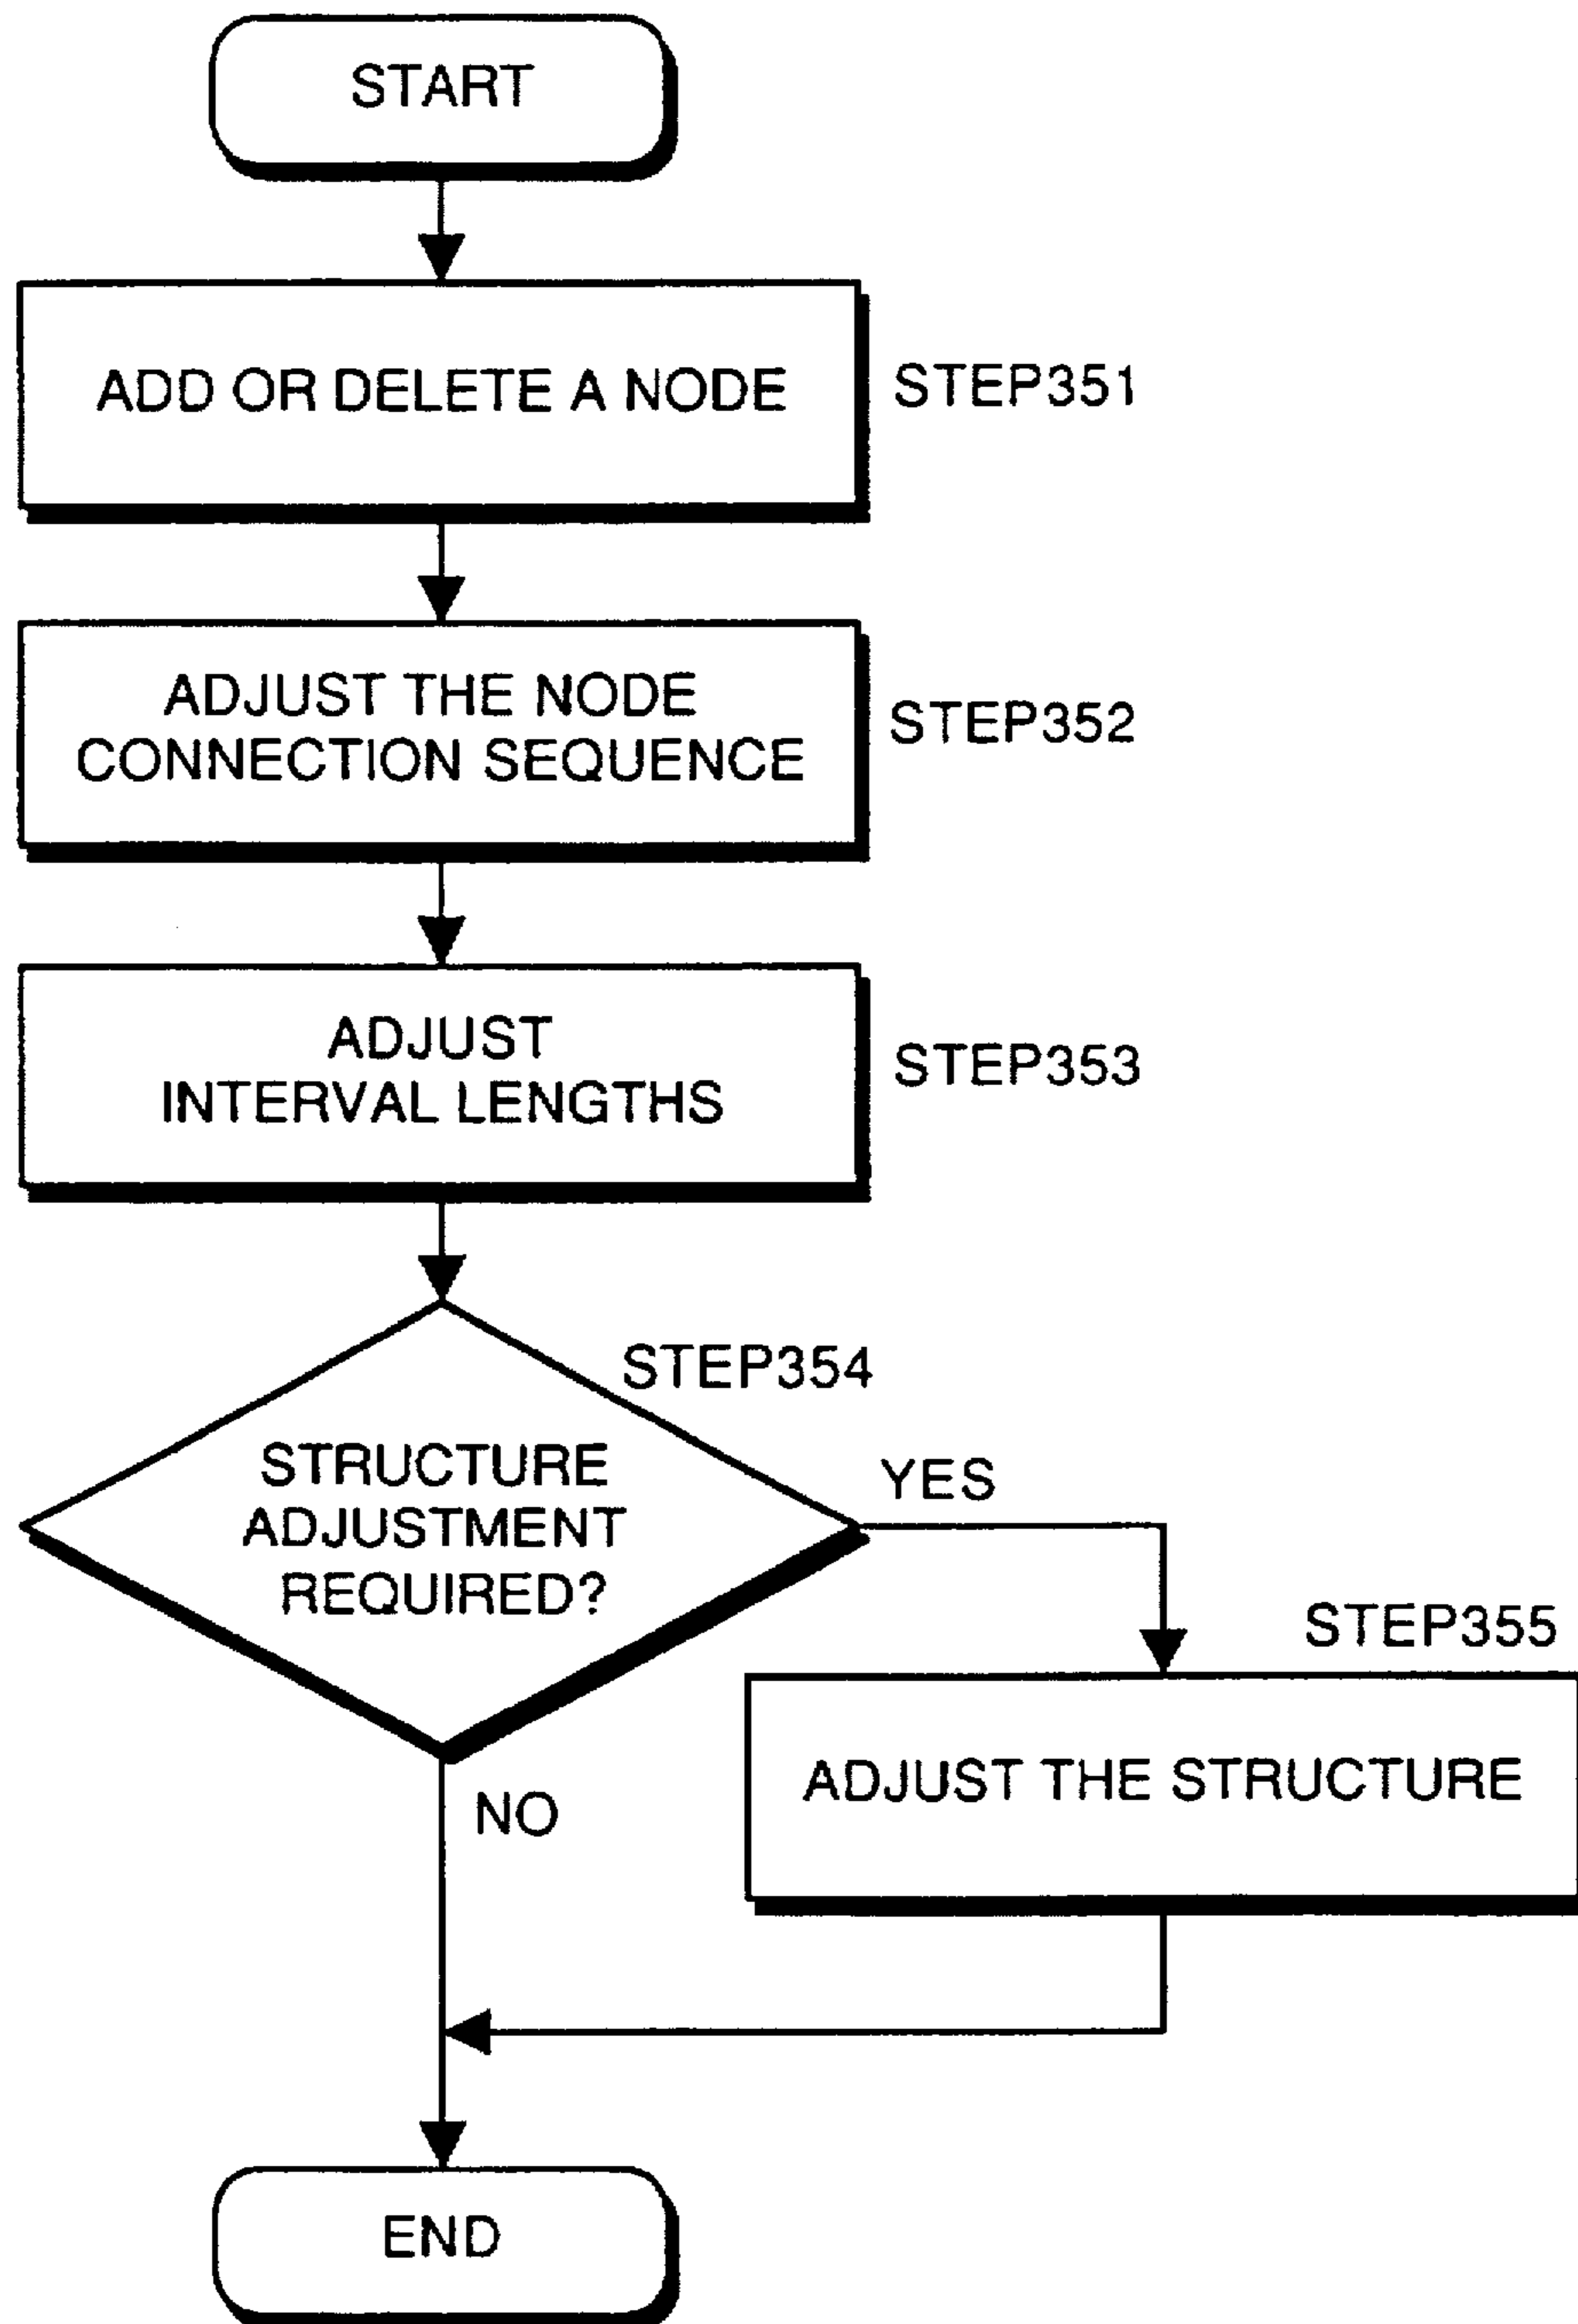 START
ADD OR DELETE A NODE
STEP351
ADJUST THE NODE
CONNECTION SEQUENCE
STEP352
ADJUST
INTERVAL LENGTHS
STEP353
STEP354
STRUCTURE
ADJUSTMENT
REQUIRED?
YES
STEP355
ADJUST THE STRUCTURE
NO
END